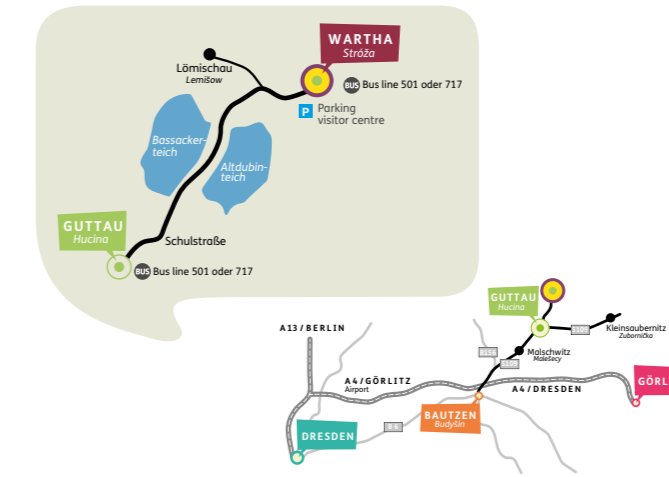 WARTHA
Stróža
Lömischau
Lemišow
BUS Bus line 501 oder 717
P Parking
visitor centre
Bassacker-
teich
Altdubin-
teich
GUTTAU
Hucina
Schulstraße
BUS Bus line 501 oder 717
GUTTAU
Hucina
Kleinsaubernitz
Zubornička
A13/BERLIN
Malschwitz
Malešecy
A4/GÖRLITZ
Airport
A4/DRESDEN
GÖRL
BAUTZEN
Budyšin
DRESDEN